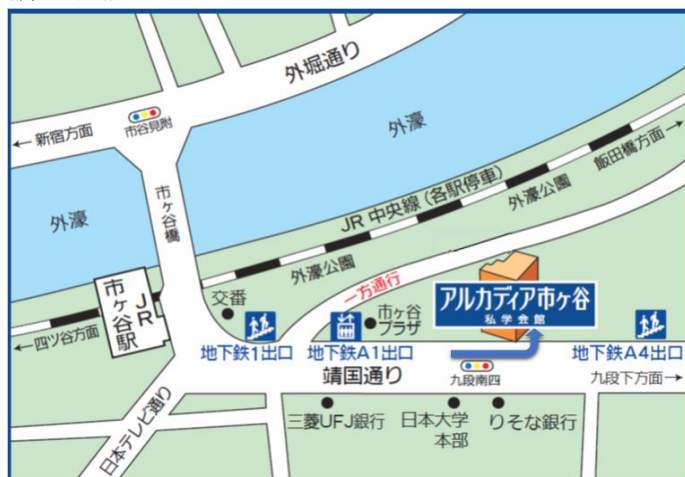 外堀通り
←新宿方面
市谷見附
外濠
飯田橋方面→
外濠公園
JR 中央線（各駅停車）
市ヶ谷橋
外濠
外濠公園
一方通行
交番
市ヶ谷
プラザ
アルカディア市ヶ谷
私学会館
JR
市ヶ谷駅
←四ツ谷方面
地下鉄1出口
地下鉄A1出口
地下鉄A4出口
靖国通り
九段南四
九段下方面→
日本テレビ通り
三菱UFJ銀行
日本大学
本部
りそな銀行